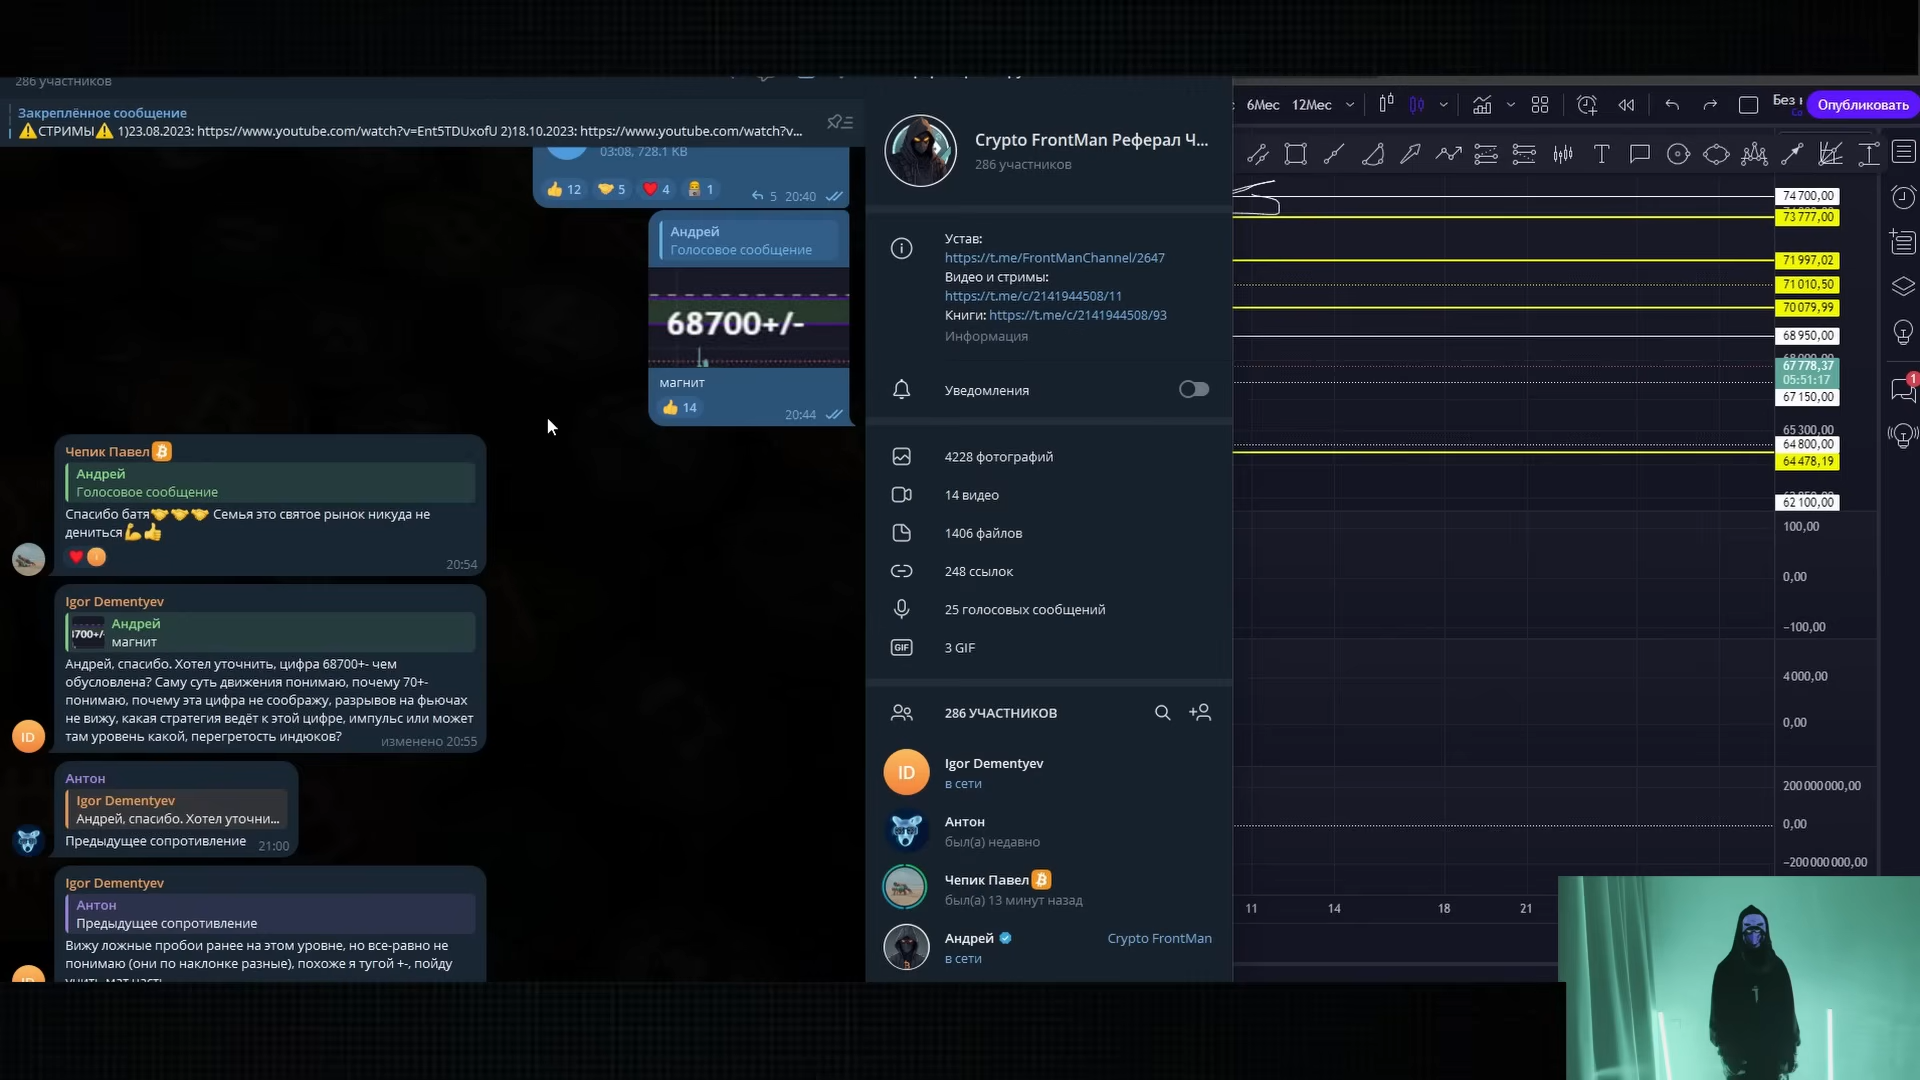 286 участников
Закреплённое сообщение
⚠️СТРИМЫ⚠️ 1)23.08.2023: https://www.youtube.com/watch?v=Ent5TDUxofU 2)18.10.2023: https://www.youtube.com/watch?v...
03:08, 728.1 KB
👍 12 🤝 5 ❤️ 4 1 5 20:40
Андрей
Голосовое сообщение
68700+/-
магнит
👍 14 20:44
Чепик Павел
Андрей
Голосовое сообщение
Спасибо батя🤝🤝🤝 Семья это святое рынок никуда не
дениться💪👍
20:54
Igor Dementyev
Андрей
магнит
Андрей, спасибо. Хотел уточнить, цифра 68700+- чем
обусловлена? Саму суть движения понимаю, почему 70+-
понимаю, почему эта цифра не соображу, разрывов на фьючах
не вижу, какая стратегия ведёт к этой цифре, импульс или может
там уровень какой, перегретость индюков?
изменено 20:55
ID
Антон
Igor Dementyev
Андрей, спасибо. Хотел уточни...
Предыдущее сопротивление
21:00
Igor Dementyev
Антон
Предыдущее сопротивление
Вижу ложные пробои ранее на этом уровне, но все-равно не
понимаю (они по наклонке разные), похоже я тугой +-, пойду
Crypto FrontMan Реферал Ч...
286 участников
Устав:
https://t.me/FrontManChannel/2647
Видео и стримы:
https://t.me/c/2141944508/11
Книги: https://t.me/c/2141944508/93
Информация
Уведомления
4228 фотографий
14 видео
1406 файлов
248 ссылок
25 голосовых сообщений
GIF 3 GIF
286 УЧАСТНИКОВ
ID
Igor Dementyev
в сети
Антон
был(а) недавно
Чепик Павел
был(а) 13 минут назад
Андрей
Crypto FrontMan
в сети
6Мес 12Мес
Без
Опубликовать
74 700,00
73 777,00
71 997,02
71 010,50
70 079,99
68 950,00
67 778,37
05:51:17
67 150,00
65 300,00
64 800,00
64 478,19
62 100,00
100,00
0,00
−100,00
4 000,00
0,00
200 000 000,00
0,00
−200 000 000,00
11 14 18 21
1